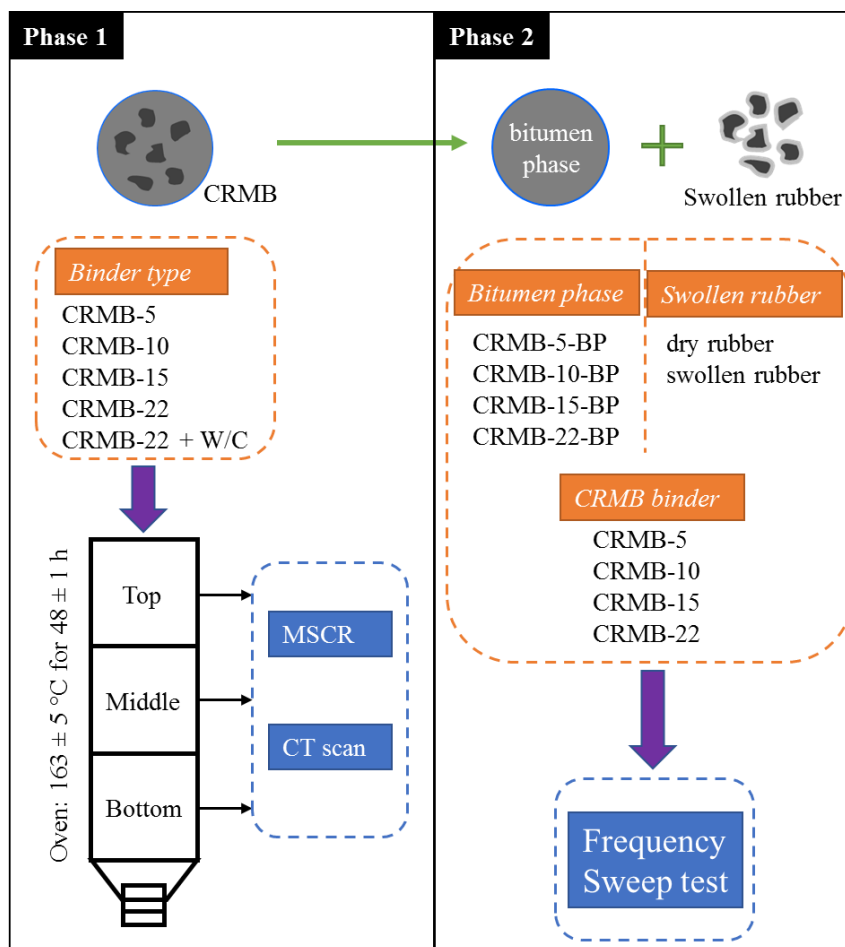 Phase 1
CRMB
Binder type
CRMB-5
CRMB-10
CRMB-15
CRMB-22
CRMB-22 + W/C
Oven: 163 ± 5 °C for 48 ± 1 h
Top
Middle
Bottom
MSCR
CT scan
Phase 2
bitumen
phase
Swollen rubber
Bitumen phase
CRMB-5-BP
CRMB-10-BP
CRMB-15-BP
CRMB-22-BP
Swollen rubber
dry rubber
swollen rubber
CRMB binder
CRMB-5
CRMB-10
CRMB-15
CRMB-22
Frequency
Sweep test